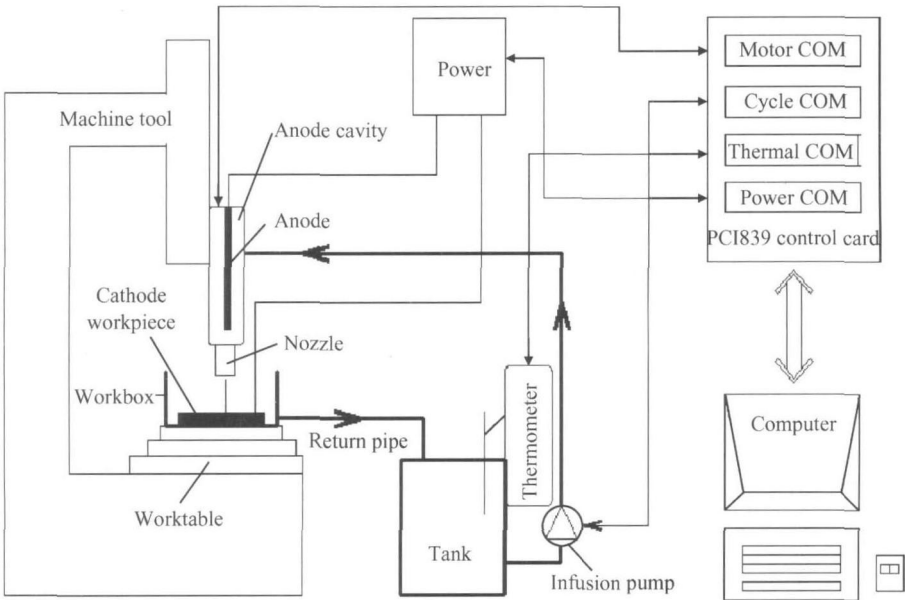 Motor COM
Power
Cycle COM
Machine tool
Anode cavity
Thermal COM
Power COM
Anode
PCI839 control card
Cathode
workpiece
Nozzle
Workbox
Thermometer
Computer
Return pipe
Worktable
Tank
Infusion pump